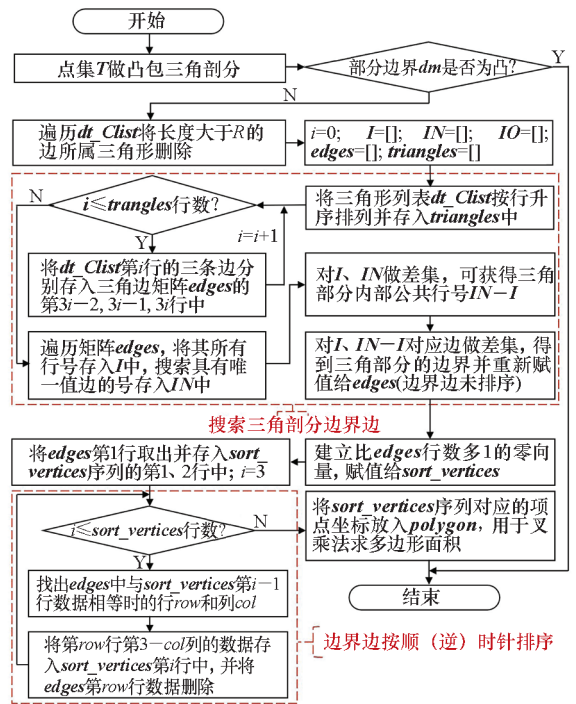 开始
点集T做凸包三角剖分
部分边界dm是否为凸?
Y
N
遍历dt_Clist将长度大于R的
边所属三角形删除
i=0; I=[]; IN=[]; IO=[];
edges=[]; triangles=[]
将三角形列表dt_Clist按行升
序排列并存入triangles中
N
i≤trangles行数?
Y
i=i+1
将dt_Clist第i行的三条边分
别存入三角边矩阵edges的
第3i−2, 3i−1, 3i行中
对I、IN做差集，可获得三角
部分内部公共行号IN−I
遍历矩阵edges，将其所有
行号存入I中，搜索具有唯
一值边的号存入IN中
对I、IN−I对应边做差集，得
到三角部分的边界并重新赋
值给edges(边界边未排序)
搜索三角剖分边界边
将edges第1行取出并存入sort_
vertices序列的第1、2行中; i=3
建立比edges行数多1的零向
量，赋值给sort_vertices
i≤sort_vertices行数?
N
Y
将sort_vertices序列对应的项
点坐标放入polygon，用于叉
乘法求多边形面积
找出edges中与sort_vertices第i−1
行数据相等时的行row和列col
结束
将第row行第3−col列的数据存
入sort_vertices第i行中，并将
edges第row行数据删除
边界边按顺（逆）时针排序